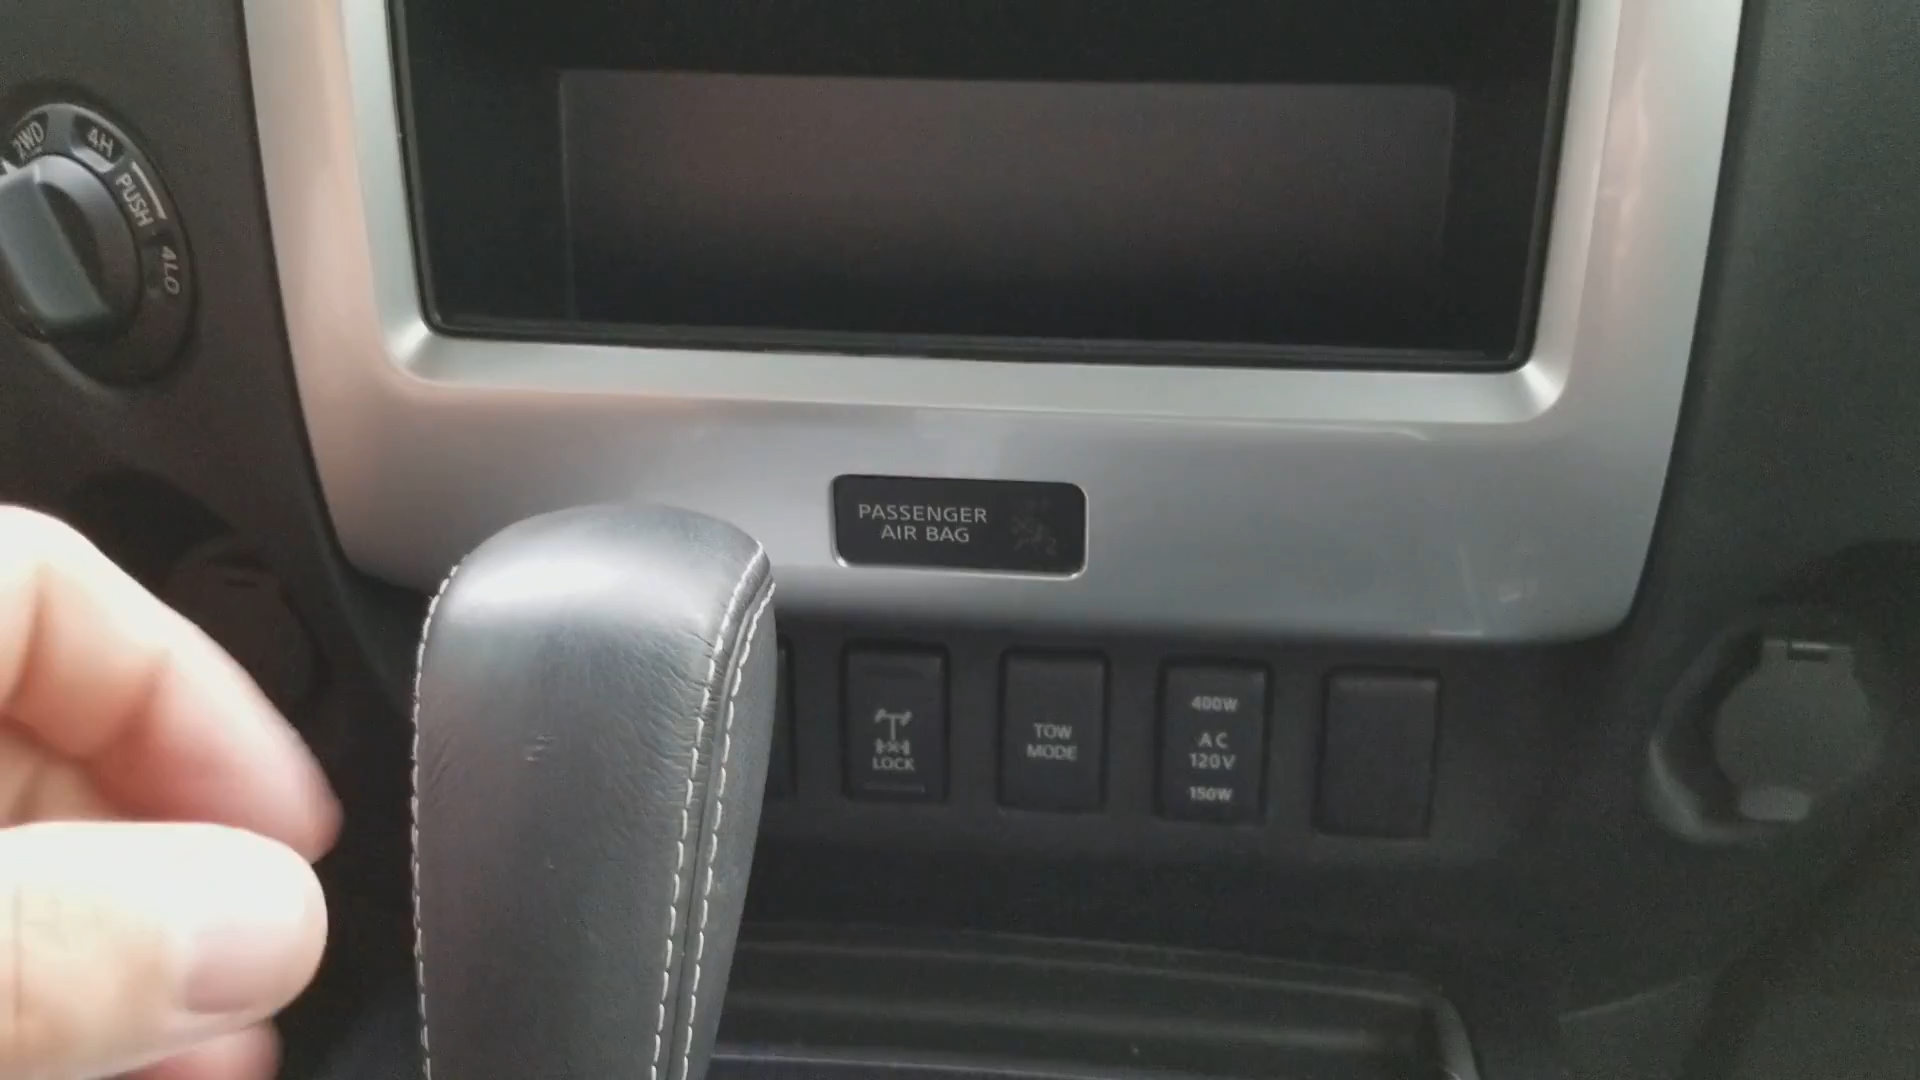 2WD
4H
PUSH
4LO
PASSENGER
AIR BAG
LOCK
TOW
MODE
400W
AC
120V
150W